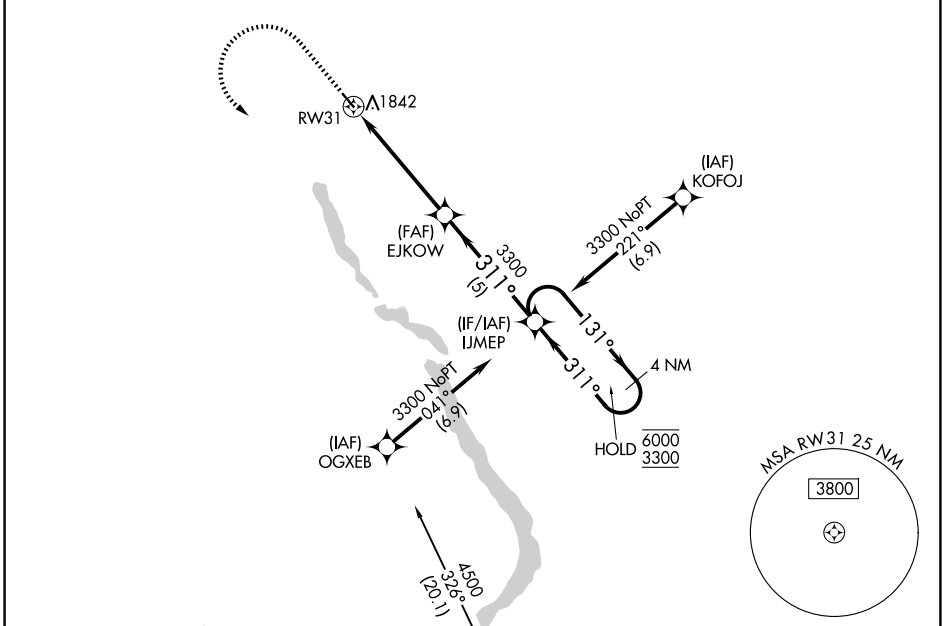 1842
RW31
(IAF)
KOFOJ
3300 NoPT
221°
(6.9)
(FAF)
EJKOW
3300
311°
(5)
(IF/IAF)
IJMEP
131°
311°
4 NM
HOLD 6000
3300
3300 NoPT
041°
(6.9)
(IAF)
OGXEB
MSA RW31 25 NM
3800
4500
326°
(20.1)